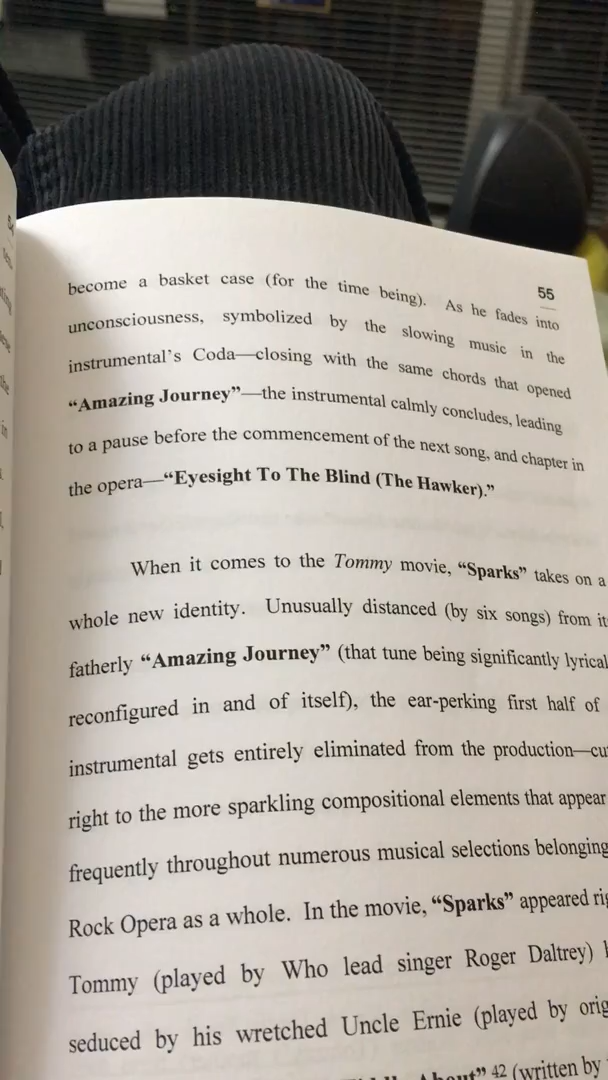 55
become a basket case (for the time being). As he fades into
unconsciousness, symbolized by the slowing music in the
instrumental's Coda—closing with the same chords that opened
“Amazing Journey”—the instrumental calmly concludes, leading
to a pause before the commencement of the next song, and chapter in
the opera—“Eyesight To The Blind (The Hawker).”
When it comes to the Tommy movie, “Sparks” takes on a
whole new identity. Unusually distanced (by six songs) from
fatherly “Amazing Journey” (that tune being significantly
reconfigured in and of itself), the ear-perking first half of
instrumental gets entirely eliminated from the production—
right to the more sparkling compositional elements that appear
frequently throughout numerous musical selections belonging
Rock Opera as a whole. In the movie, “Sparks” appeared
Tommy (played by Who lead singer Roger Daltrey)
seduced by his wretched Uncle Ernie (played by
About” 42 (written by